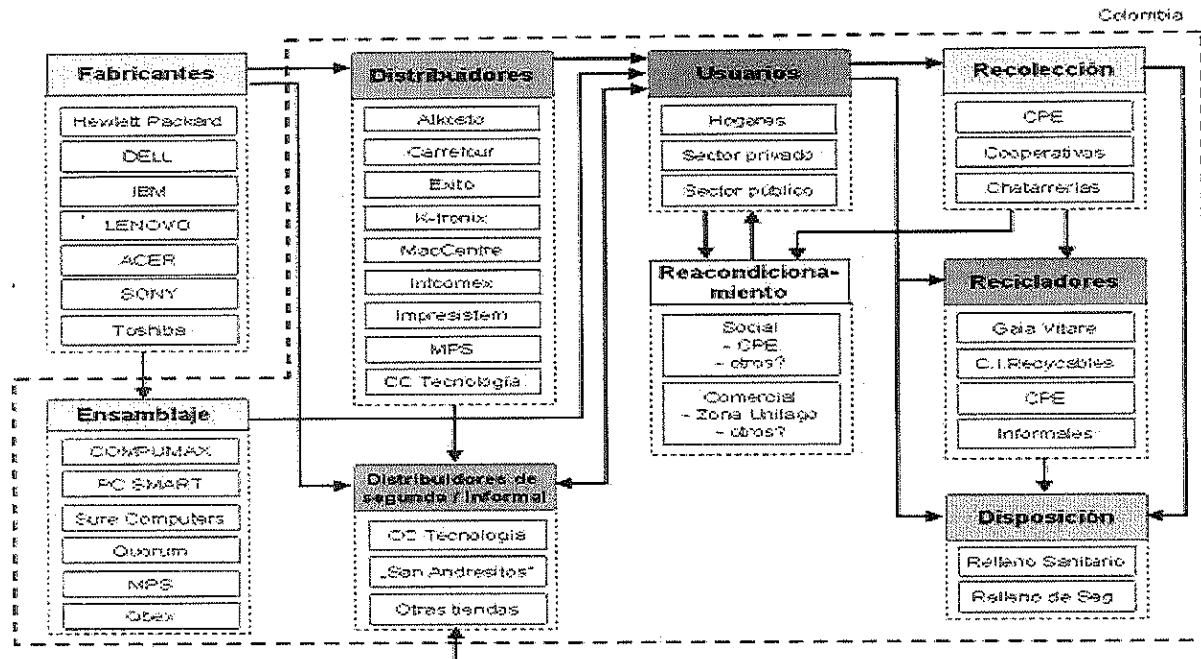 Colombia
Fabricantes
Hewlett Packard
DELL
IBM
LENOVO
ACER
SONY
Toshiba
Ensamblaje
COMPUMAX
PC SMART
Sure Computers
Quorum
MPS
Qbex
Distribuidores
Alkosto
Carrefour
Exito
K-tronix
MacCentre
Intcomex
Impresistem
MPS
CC Tecnología
Distribuidores de
segunda / Informal
CC Tecnología
„San Andresitos"
Otras tiendas
Usuarios
Hogares
Sector privado
Sector público
Reacondiciona-
miento
Social
- CPE
- otros?
Comercial
- Zona Unilago
- otros?
Recolección
CPE
Cooperativas
Chatarrerías
Recicladores
Gaia Vitare
C.I.Recycables
CPE
Informales
Disposición
Relleno Sanitario
Relleno de Seg.